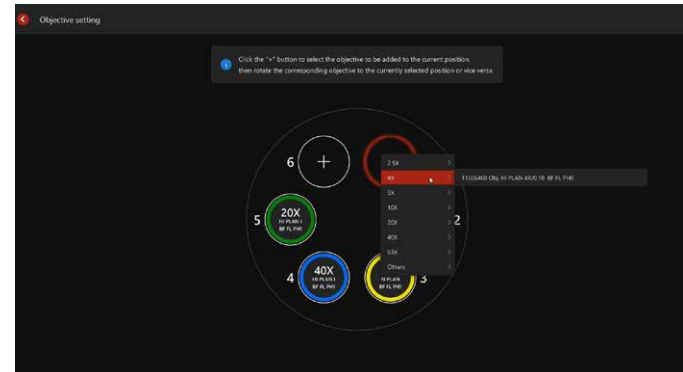 Objective setting
Click the "+" button to select the objective to be added to the current position,
then rotate the corresponding objective to the currently selected position or vice versa.
6
+
2.5X
4X
11506408 Obj. HI PLAN 4X/0.10 BF FL PH0
5X
10X
20X
40X
63X
Others
2
5
20X
HI PLAN I
BF FL PH0
4
40X
HI PLAN I
BF FL PH0
3